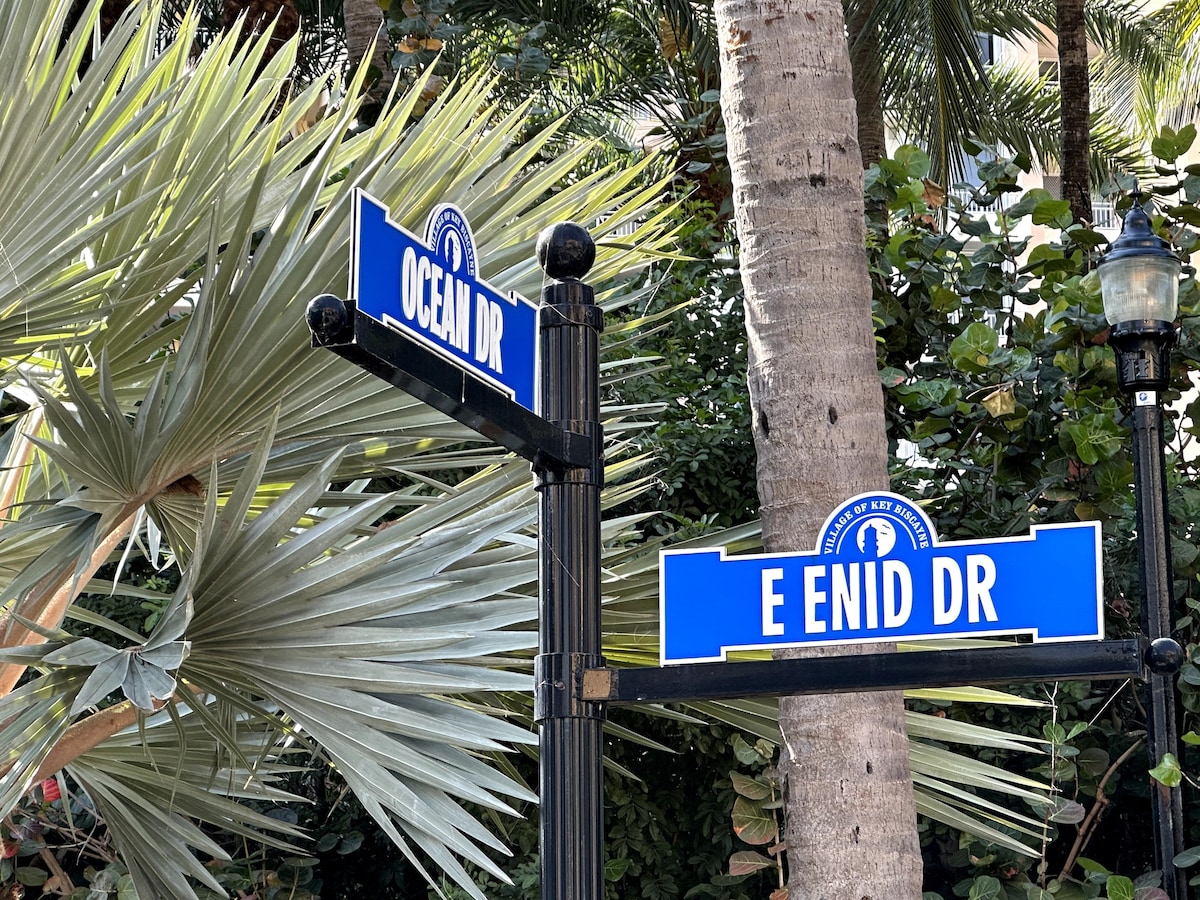 VILLAGE OF KEY BISCAYNE
OCEAN DR
VILLAGE OF KEY BISCAYNE
E ENID DR